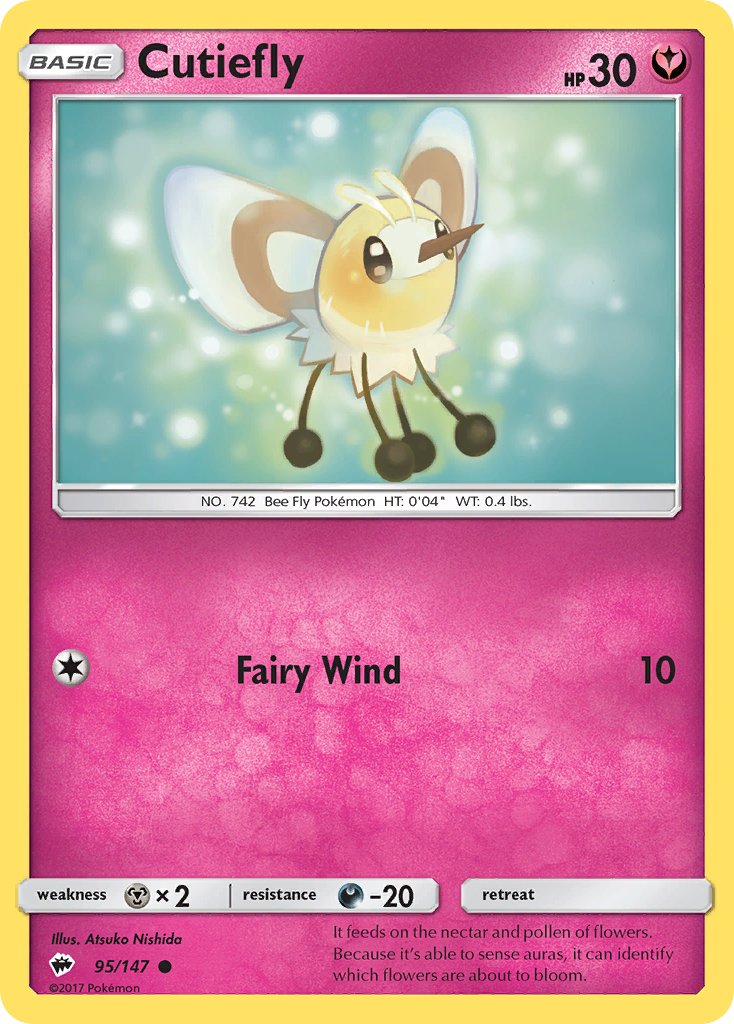 BASIC Cutiefly HP 30
NO. 742 Bee Fly Pokémon HT: 0'04" WT: 0.4 lbs.
Fairy Wind 10
weakness × 2 resistance -20 retreat
Illus. Atsuko Nishida
95/147
©2017 Pokémon
It feeds on the nectar and pollen of flowers.
Because it's able to sense auras, it can identify
which flowers are about to bloom.